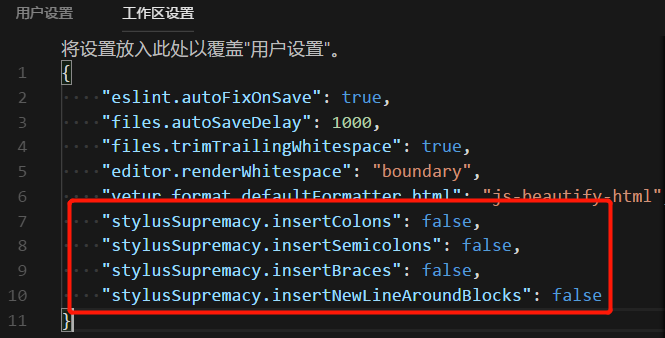 用户设置 工作区设置
将设置放入此处以覆盖"用户设置"。
1 {
2 ····"eslint.autoFixOnSave": true,
3 ····"files.autoSaveDelay": 1000,
4 ····"files.trimTrailingWhitespace": true,
5 ····"editor.renderWhitespace": "boundary",
6 ····"vetur.format.defaultFormatter.html": "js-beautify-html",
7 ····"stylusSupremacy.insertColons": false,
8 ····"stylusSupremacy.insertSemicolons": false,
9 ····"stylusSupremacy.insertBraces": false,
10 ····"stylusSupremacy.insertNewLineAroundBlocks": false
11 }